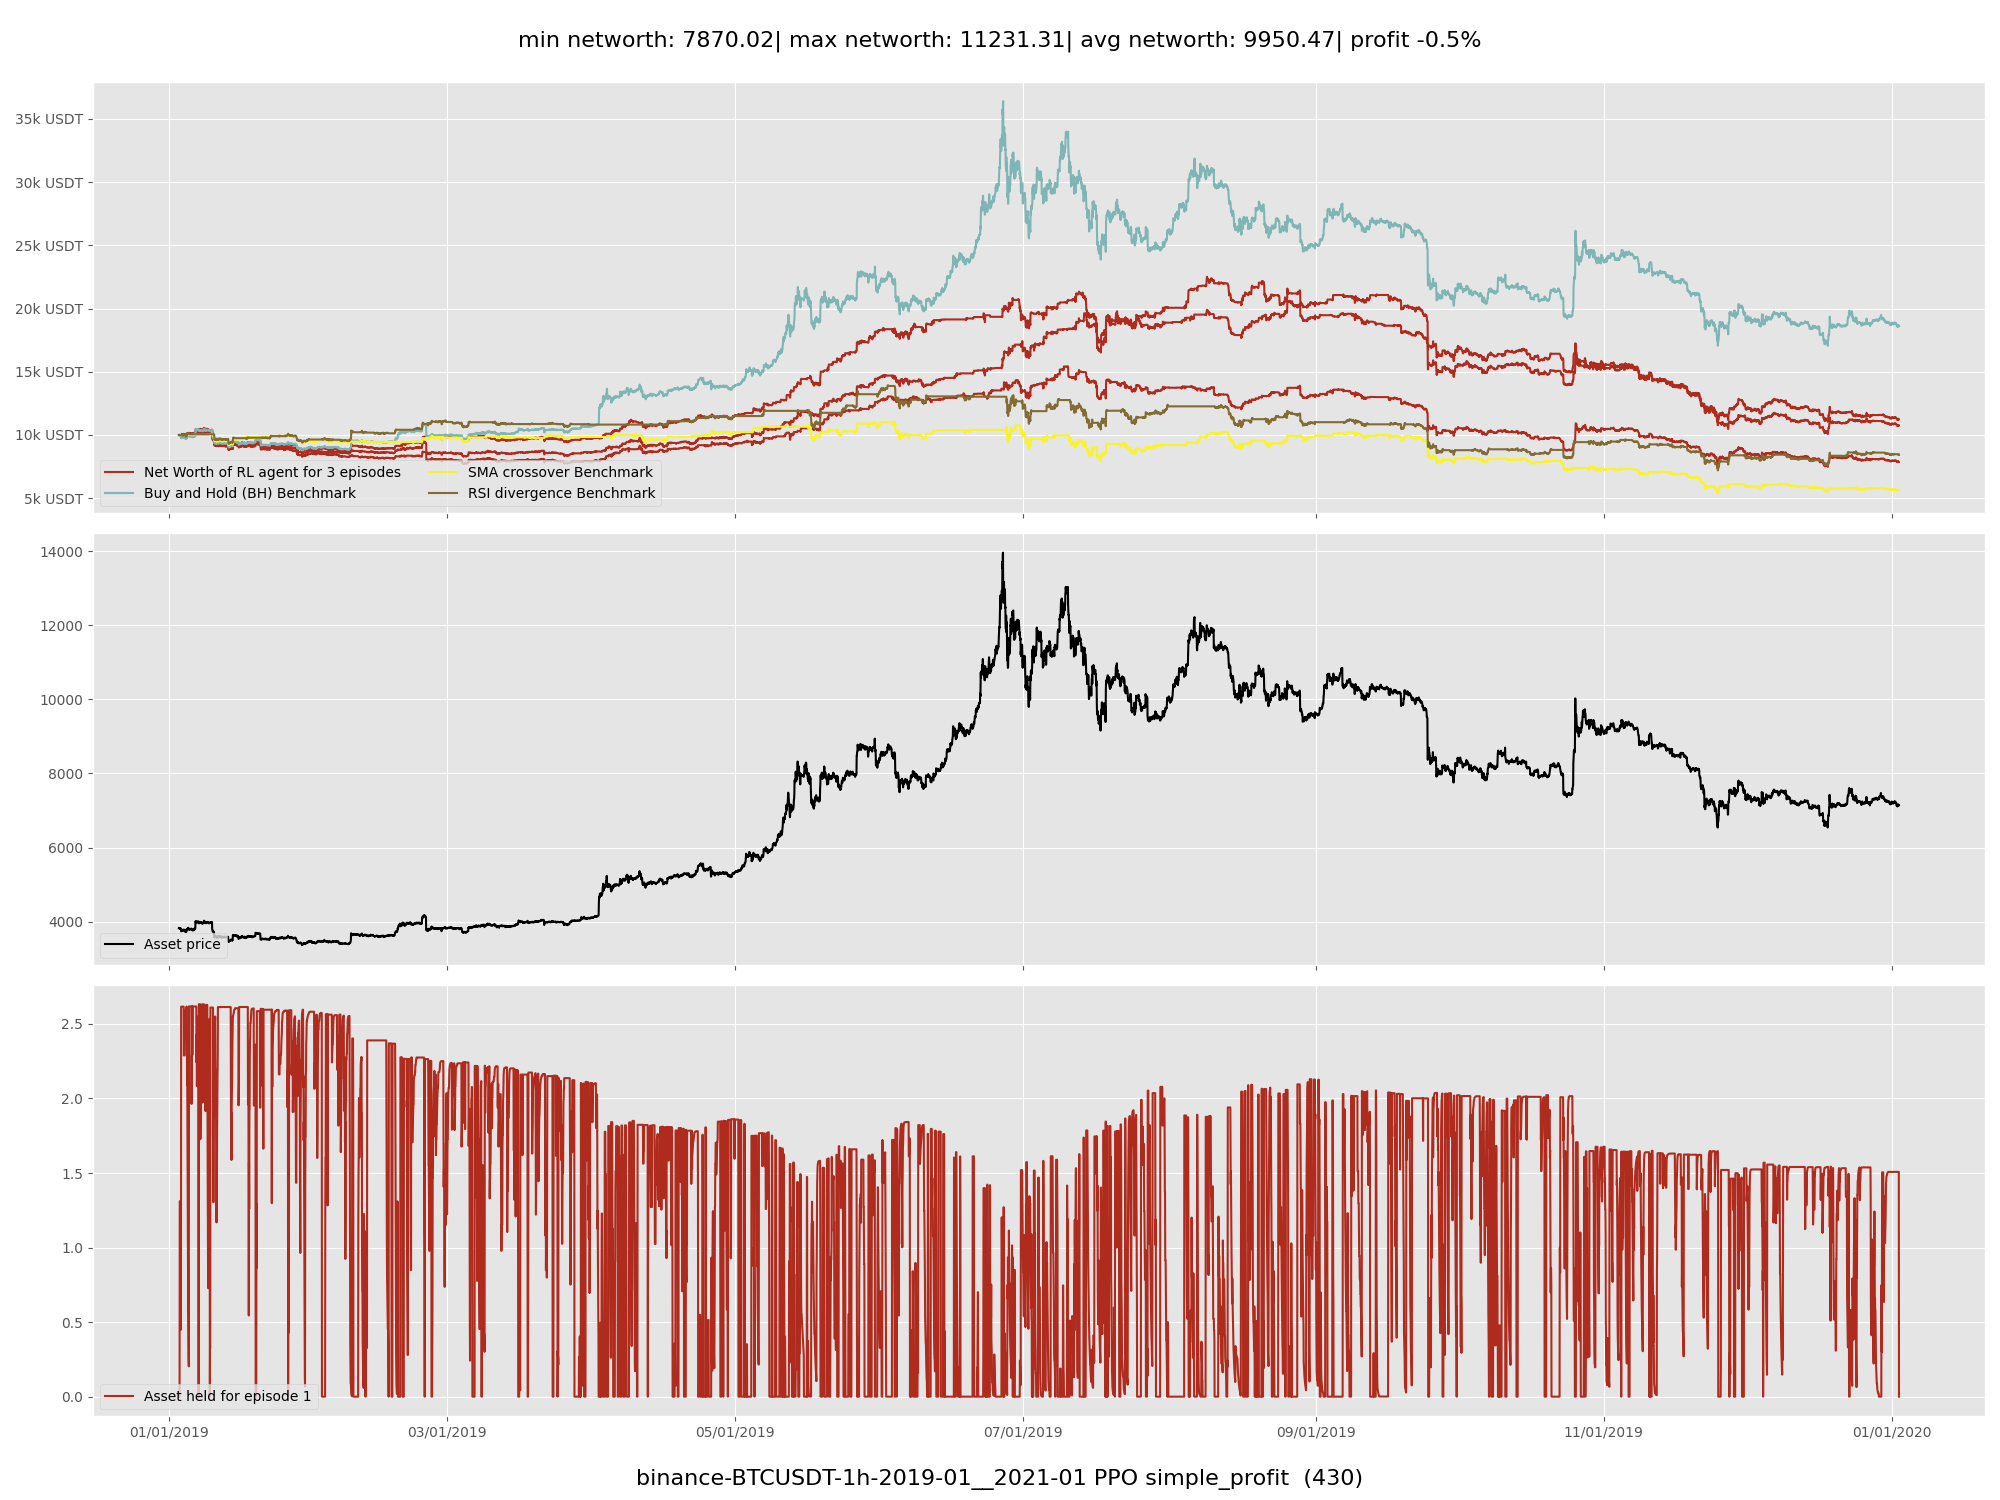 min networth: 7870.02| max networth: 11231.31| avg networth: 9950.47| profit -0.5%
35k USDT
30k USDT
25k USDT
20k USDT
15k USDT
10k USDT
5k USDT
Net Worth of RL agent for 3 episodes
Buy and Hold (BH) Benchmark
SMA crossover Benchmark
RSI divergence Benchmark
14000
12000
10000
8000
6000
4000
Asset price
2.5
2.0
1.5
1.0
0.5
0.0
Asset held for episode 1
01/01/2019 03/01/2019 05/01/2019 07/01/2019 09/01/2019 11/01/2019 01/01/2020
binance-BTCUSDT-1h-2019-01__2021-01 PPO simple_profit (430)